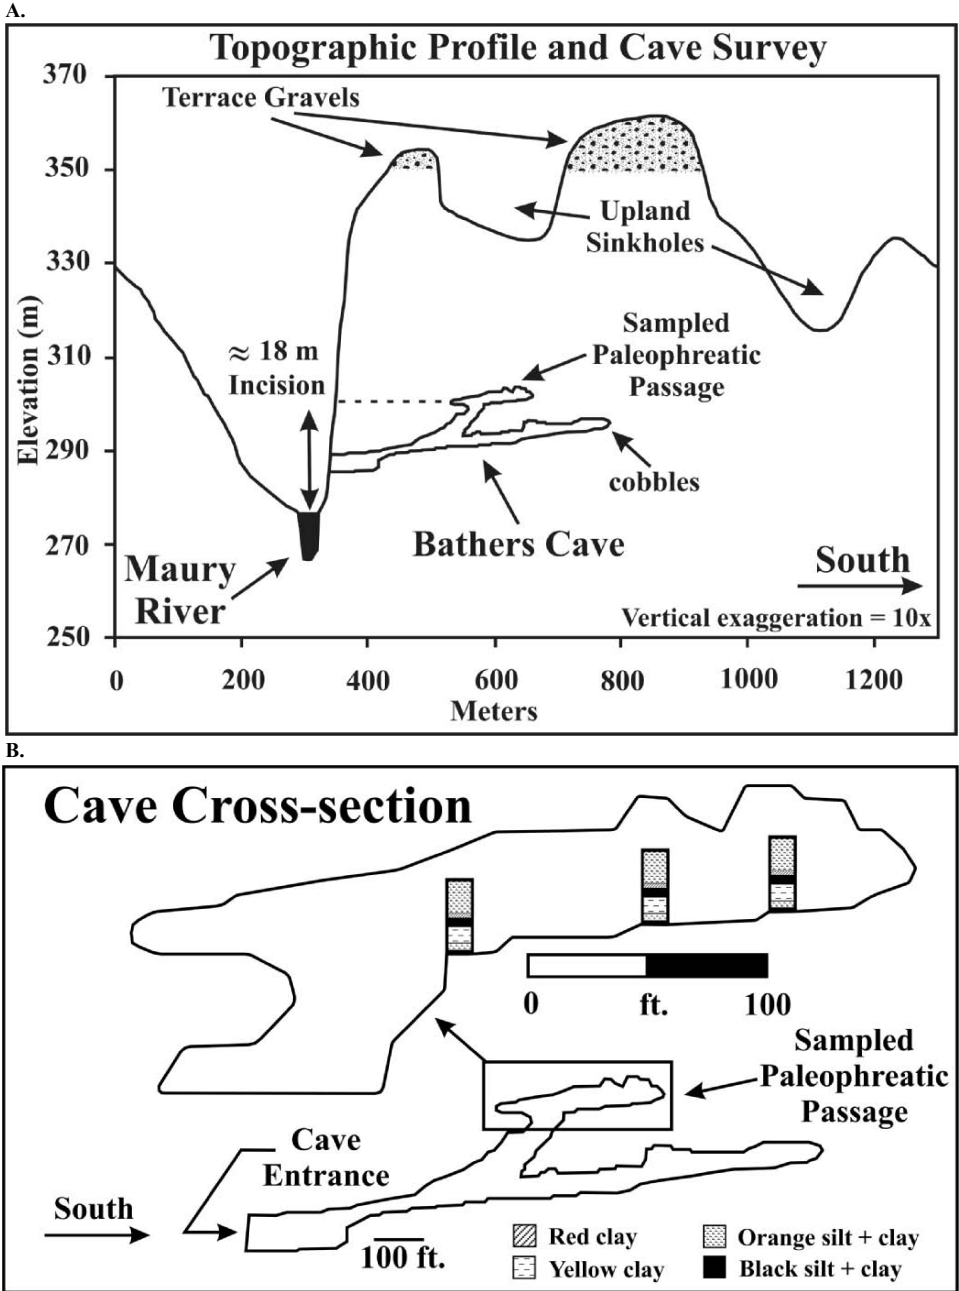 A.
Topographic Profile and Cave Survey
370
Terrace Gravels
350
Upland
Sinkholes
330
Elevation (m)
Sampled
Paleophreatic
Passage
≈ 18 m
Incision
310
290
cobbles
270
Bathers Cave
Maury
River
South
Vertical exaggeration = 10x
250
0 200 400 600 800 1000 1200
Meters
B.
Cave Cross-section
0 ft. 100
Sampled
Paleophreatic
Passage
Cave
Entrance
South
100 ft.
Red clay
Orange silt + clay
Yellow clay
Black silt + clay